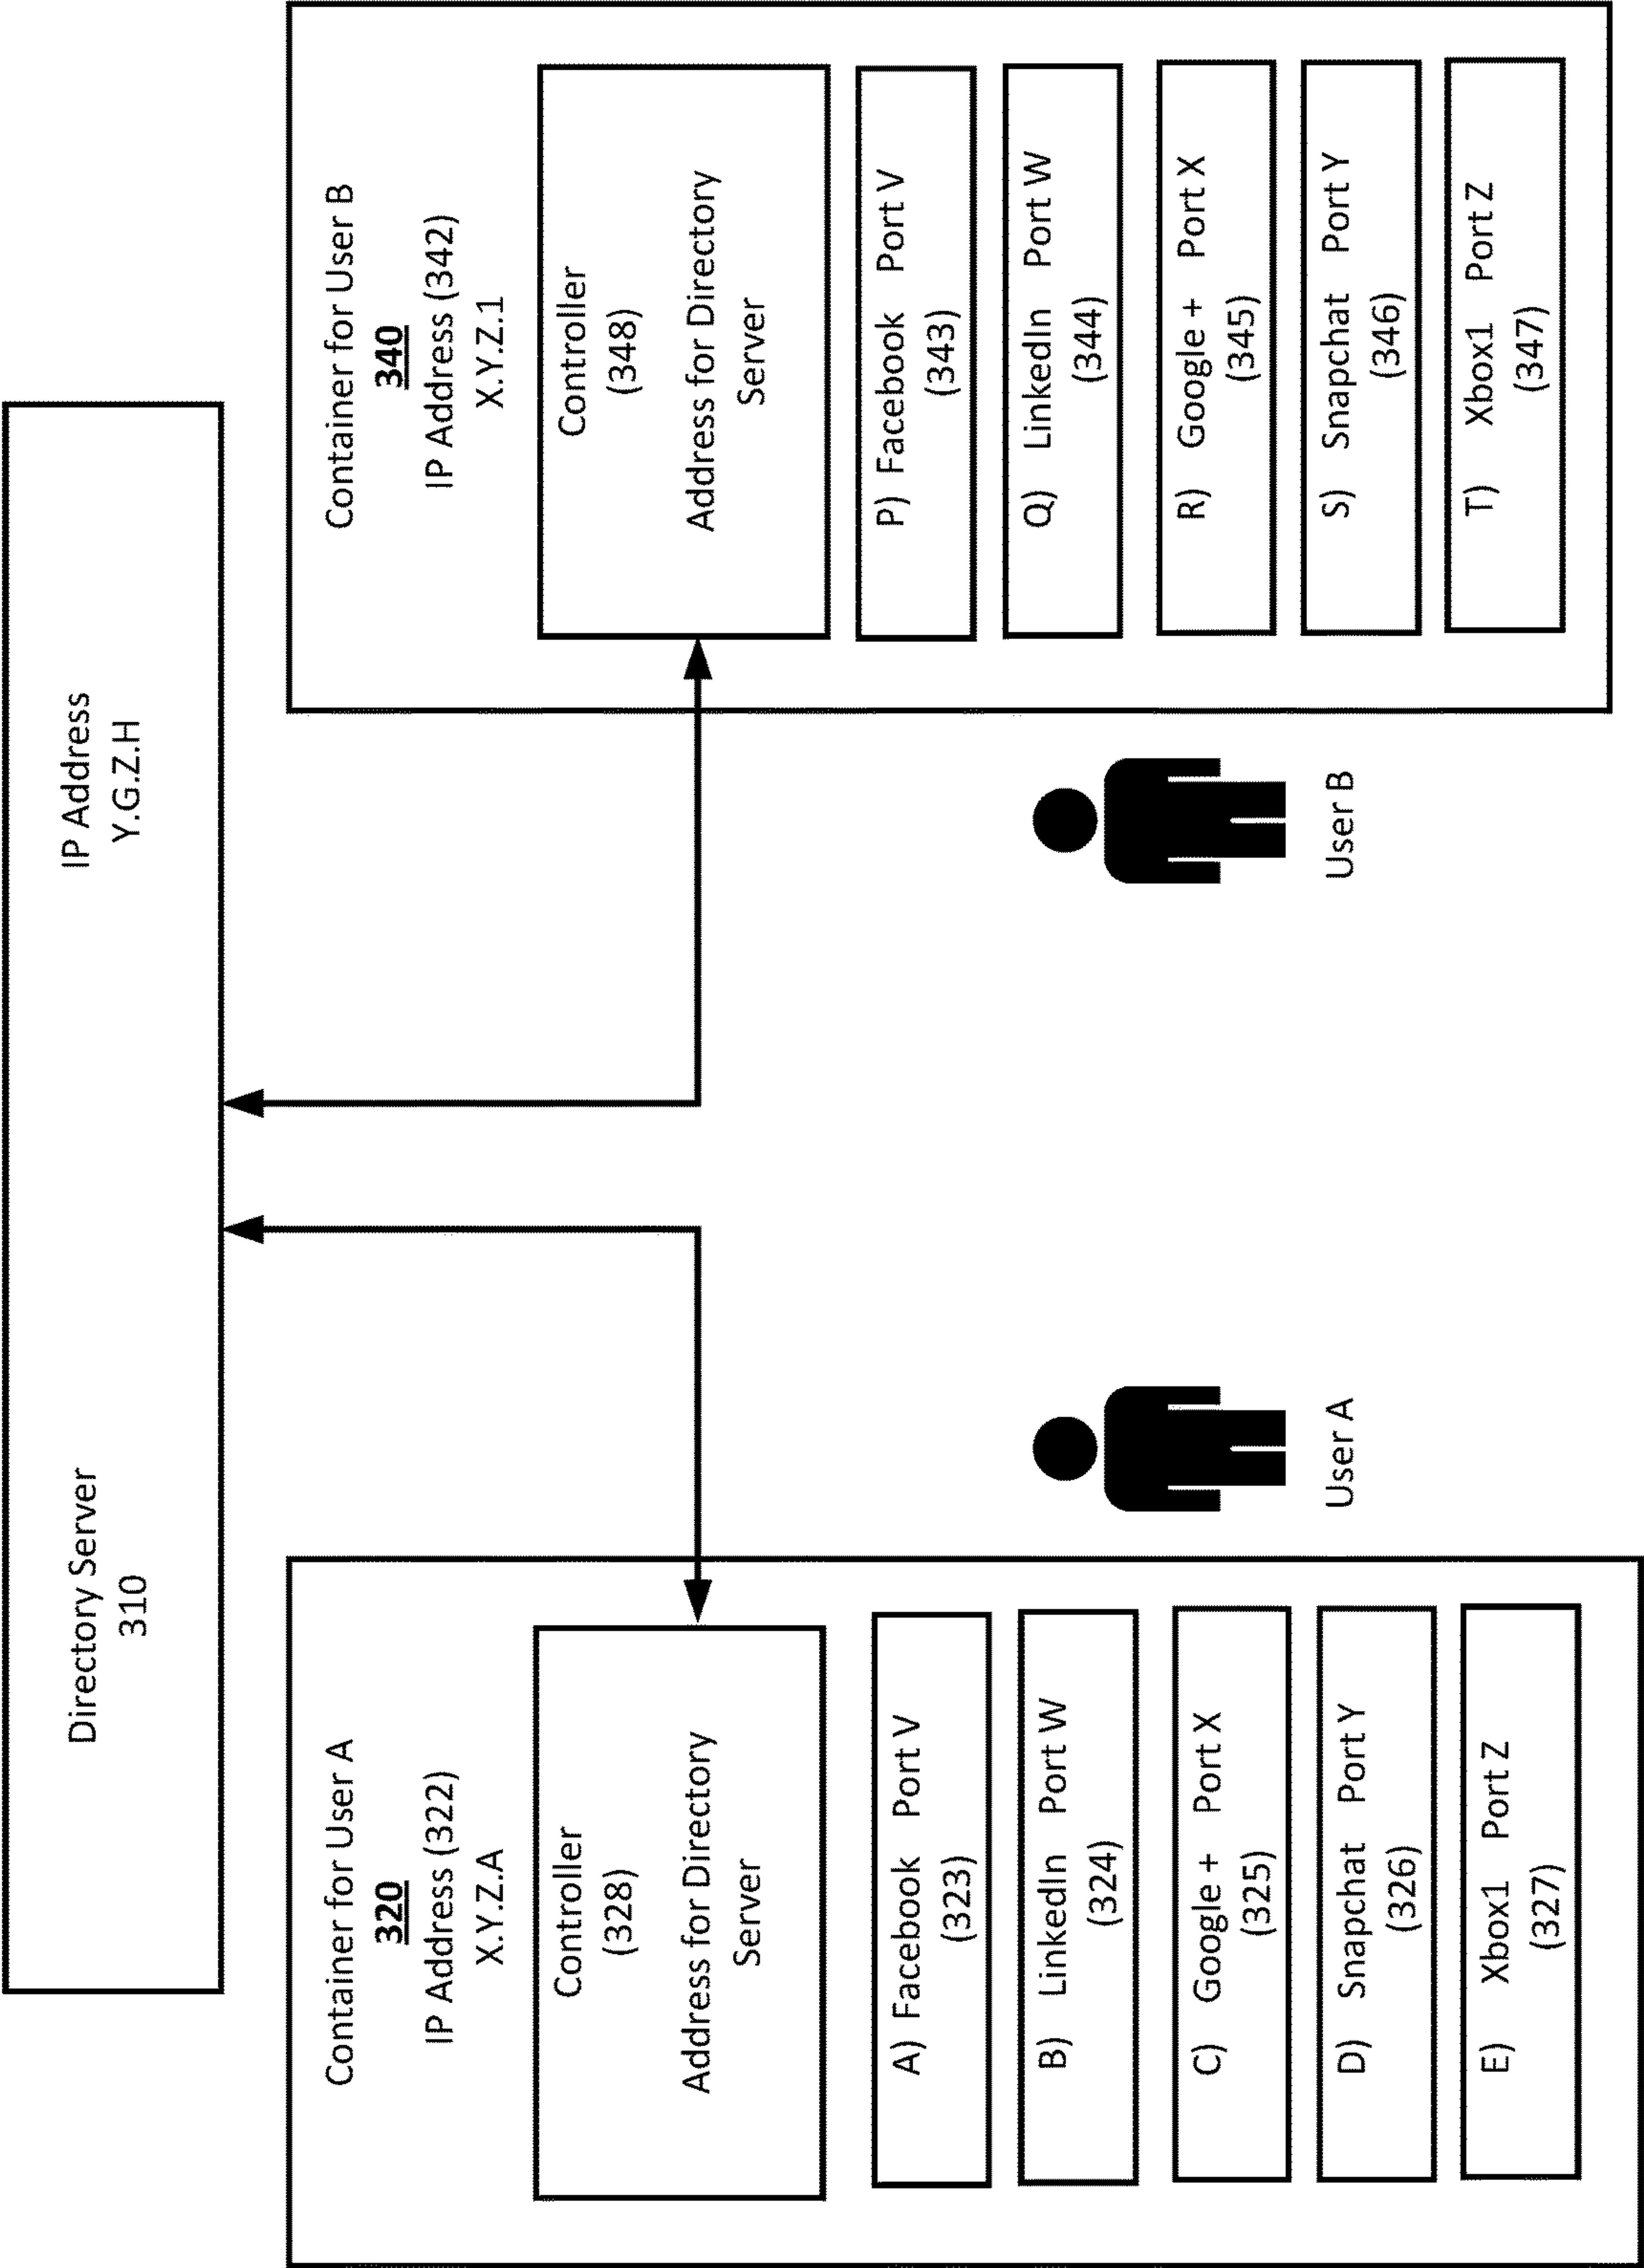 Directory Server
310
IP Address
Y.G.Z.H
Container for User A
320
IP Address (322)
X.Y.Z.A
Controller
(328)
Address for Directory
Server
A) Facebook Port V
(323)
B) LinkedIn Port W
(324)
C) Google + Port X
(325)
D) Snapchat Port Y
(326)
E) Xbox1 Port Z
(327)
User A
User B
Container for User B
340
IP Address (342)
X.Y.Z.1
Controller
(348)
Address for Directory
Server
P) Facebook Port V
(343)
Q) LinkedIn Port W
(344)
R) Google + Port X
(345)
S) Snapchat Port Y
(346)
T) Xbox1 Port Z
(347)